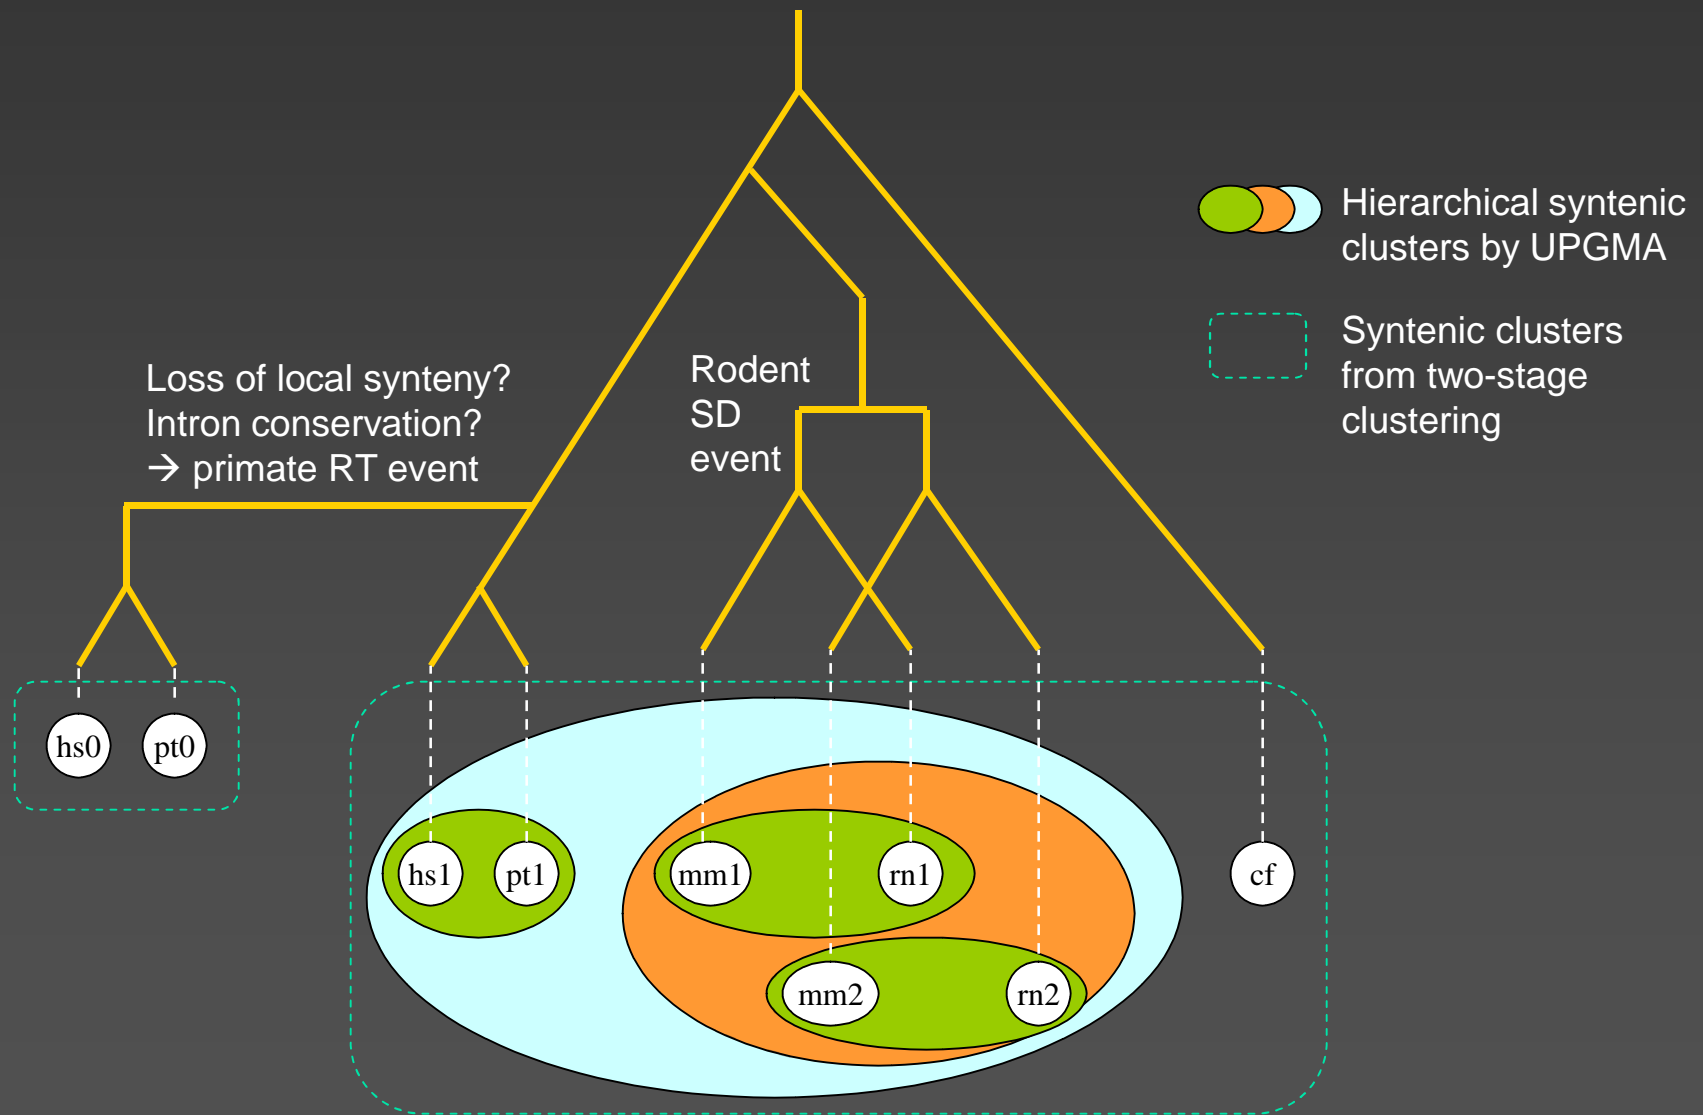 Hierarchical syntenic
clusters by UPGMA
Syntenic clusters
from two-stage
clustering
Loss of local synteny?
Intron conservation?
→ primate RT event
Rodent
SD
event
hs0
pt0
hs1
pt1
mm1
rn1
cf
mm2
rn2